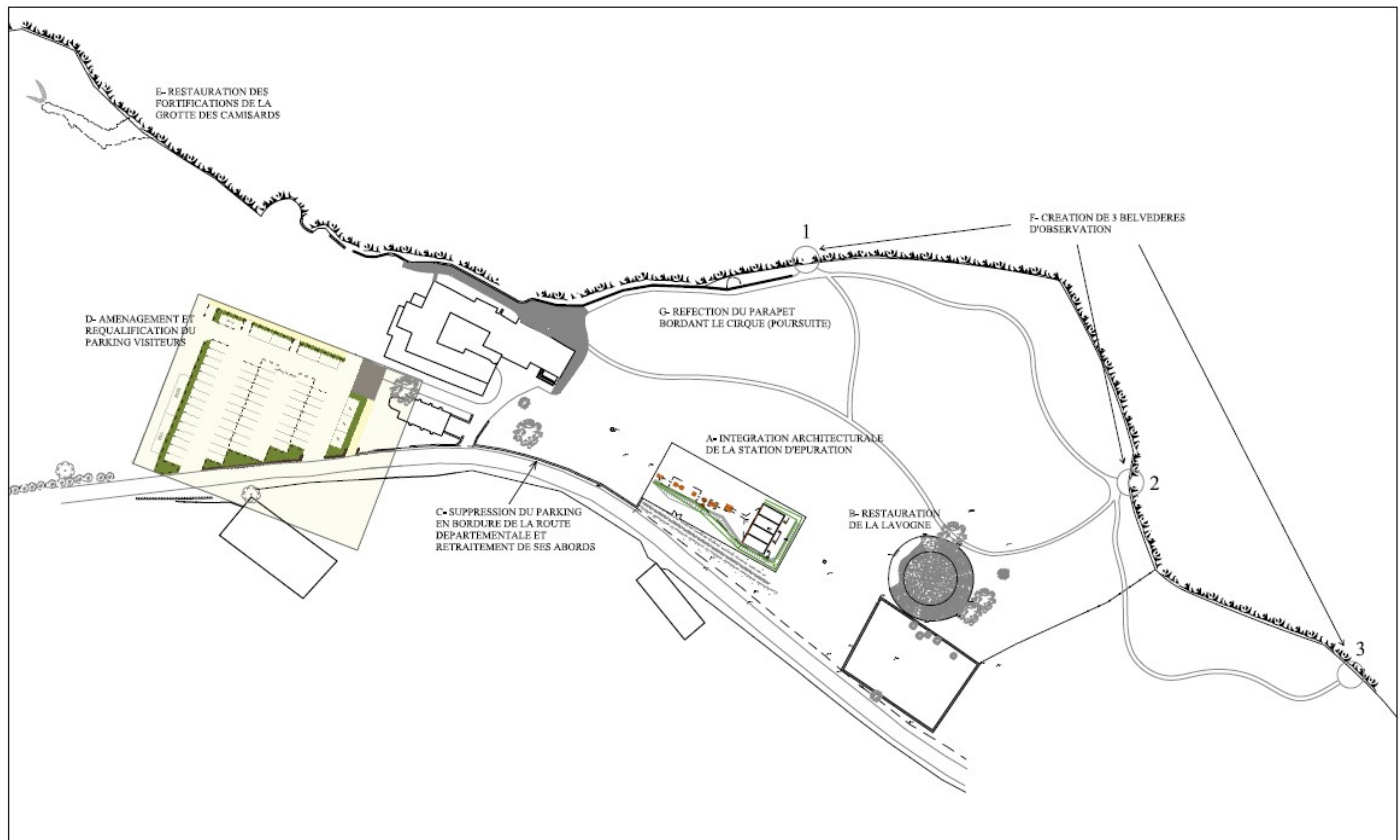 E- RESTAURATION DES
FORTIFICATIONS DE LA
GROTTE DES CAMISARDS
1
F- CREATION DE 3 BELVEDERES
D'OBSERVATION
G- REFECTION DU PARAPET
BORDANT LE CIRQUE (POURSUITE)
D- AMENAGEMENT ET
REQUALIFICATION DU
PARKING VISITEURS
A- INTEGRATION ARCHITECTURALE
DE LA STATION D'EPURATION
2
C- SUPPRESSION DU PARKING
EN BORDURE DE LA ROUTE
DEPARTEMENTALE ET
RETRAITEMENT DE SES ABORDS
B- RESTAURATION
DE LA LAVOGNE
3